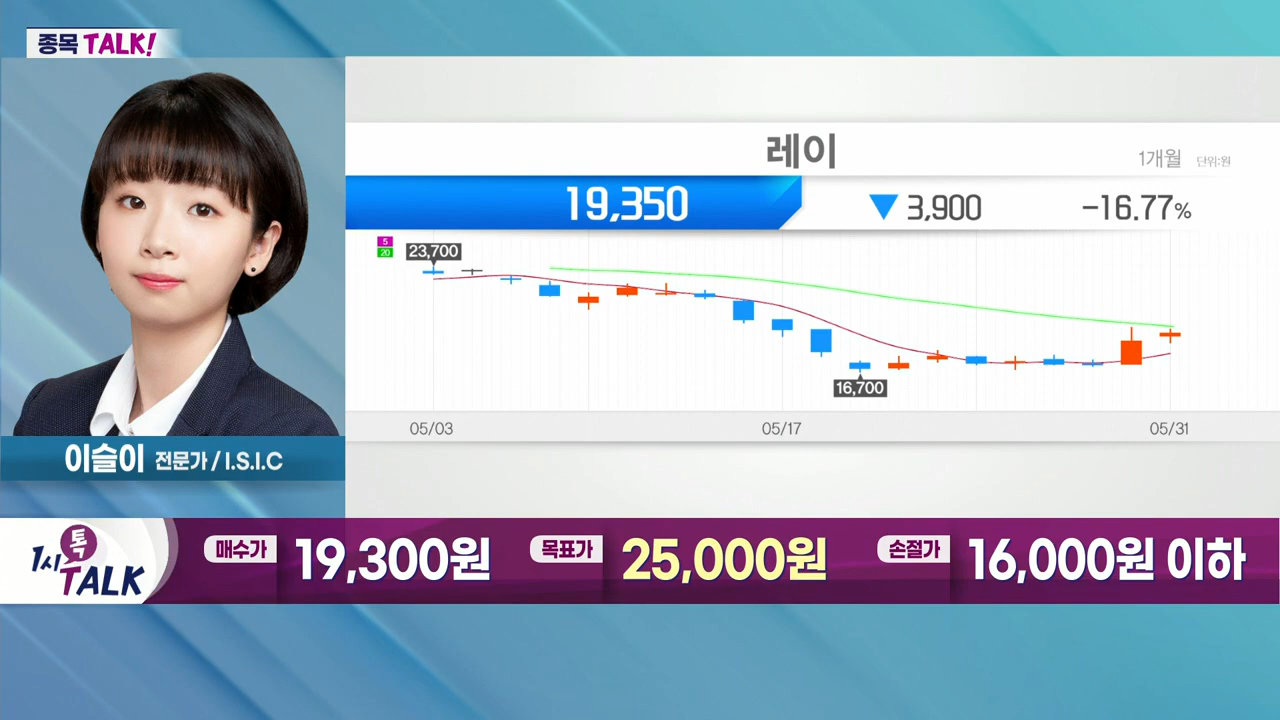 종목 TALK!
레이
1개월 단위:원
19,350 ▼ 3,900 -16.77%
5
20
23,700
16,700
05/03 05/17 05/31
이슬이 전문가 / I.S.I.C
1시 톡 TALK
매수가 19,300원 목표가 25,000원 손절가 16,000원 이하